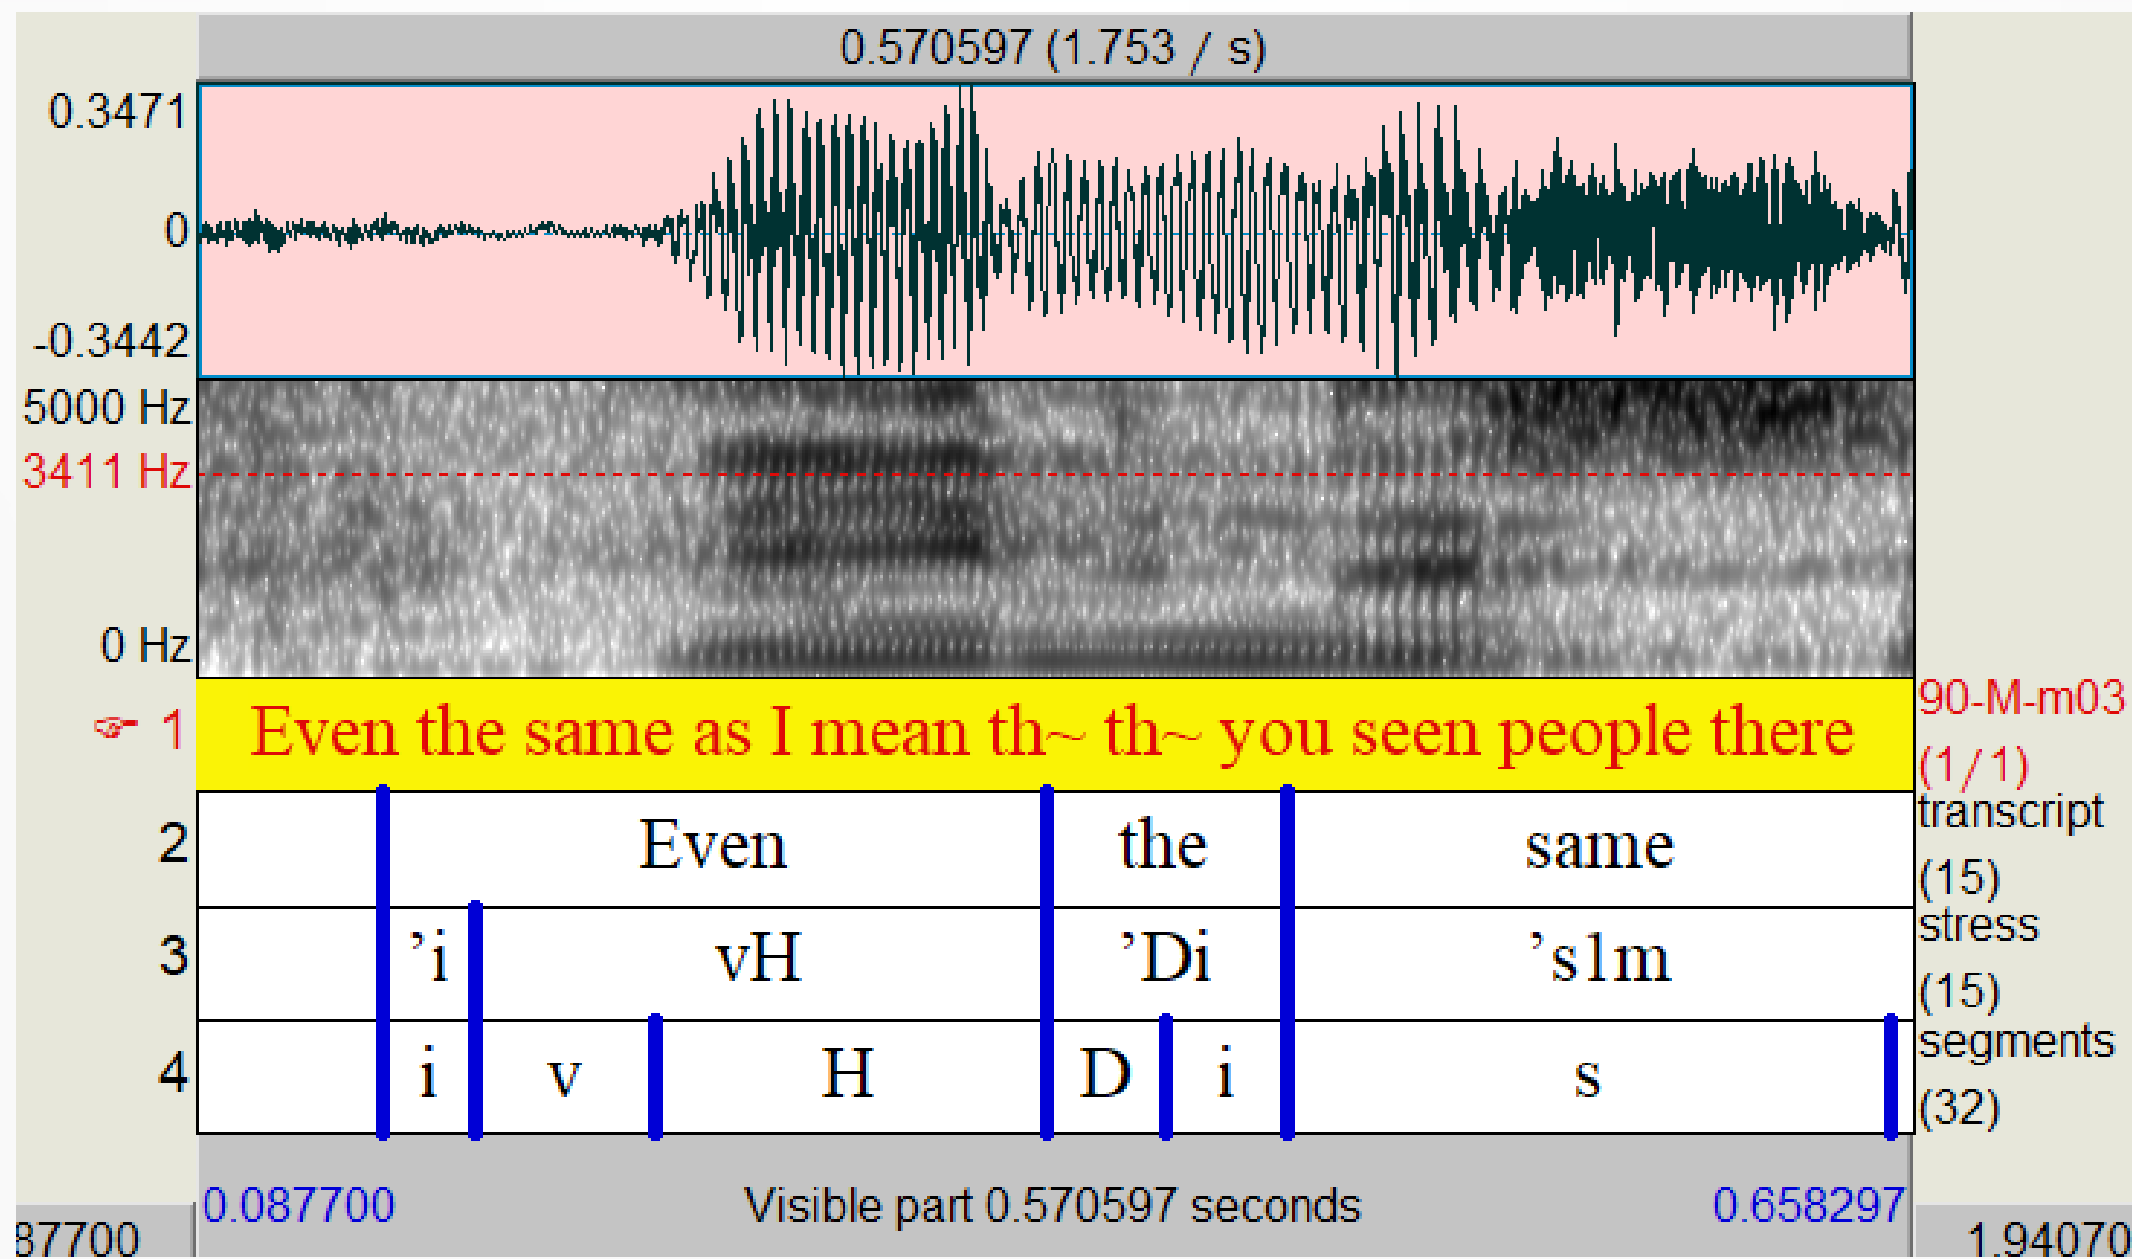 0.570597 (1.753 / s)
0.3471
0
-0.3442
5000 Hz
3411 Hz
0 Hz
☞ 1 Even the same as I mean th~ th~ you seen people there 90-M-m03 (1/1)
2 Even the same transcript (15)
3 ’i vH ’Di ’s1m stress (15)
4 i v H D i s segments (32)
0.087700 Visible part 0.570597 seconds 0.658297
87700 1.94070